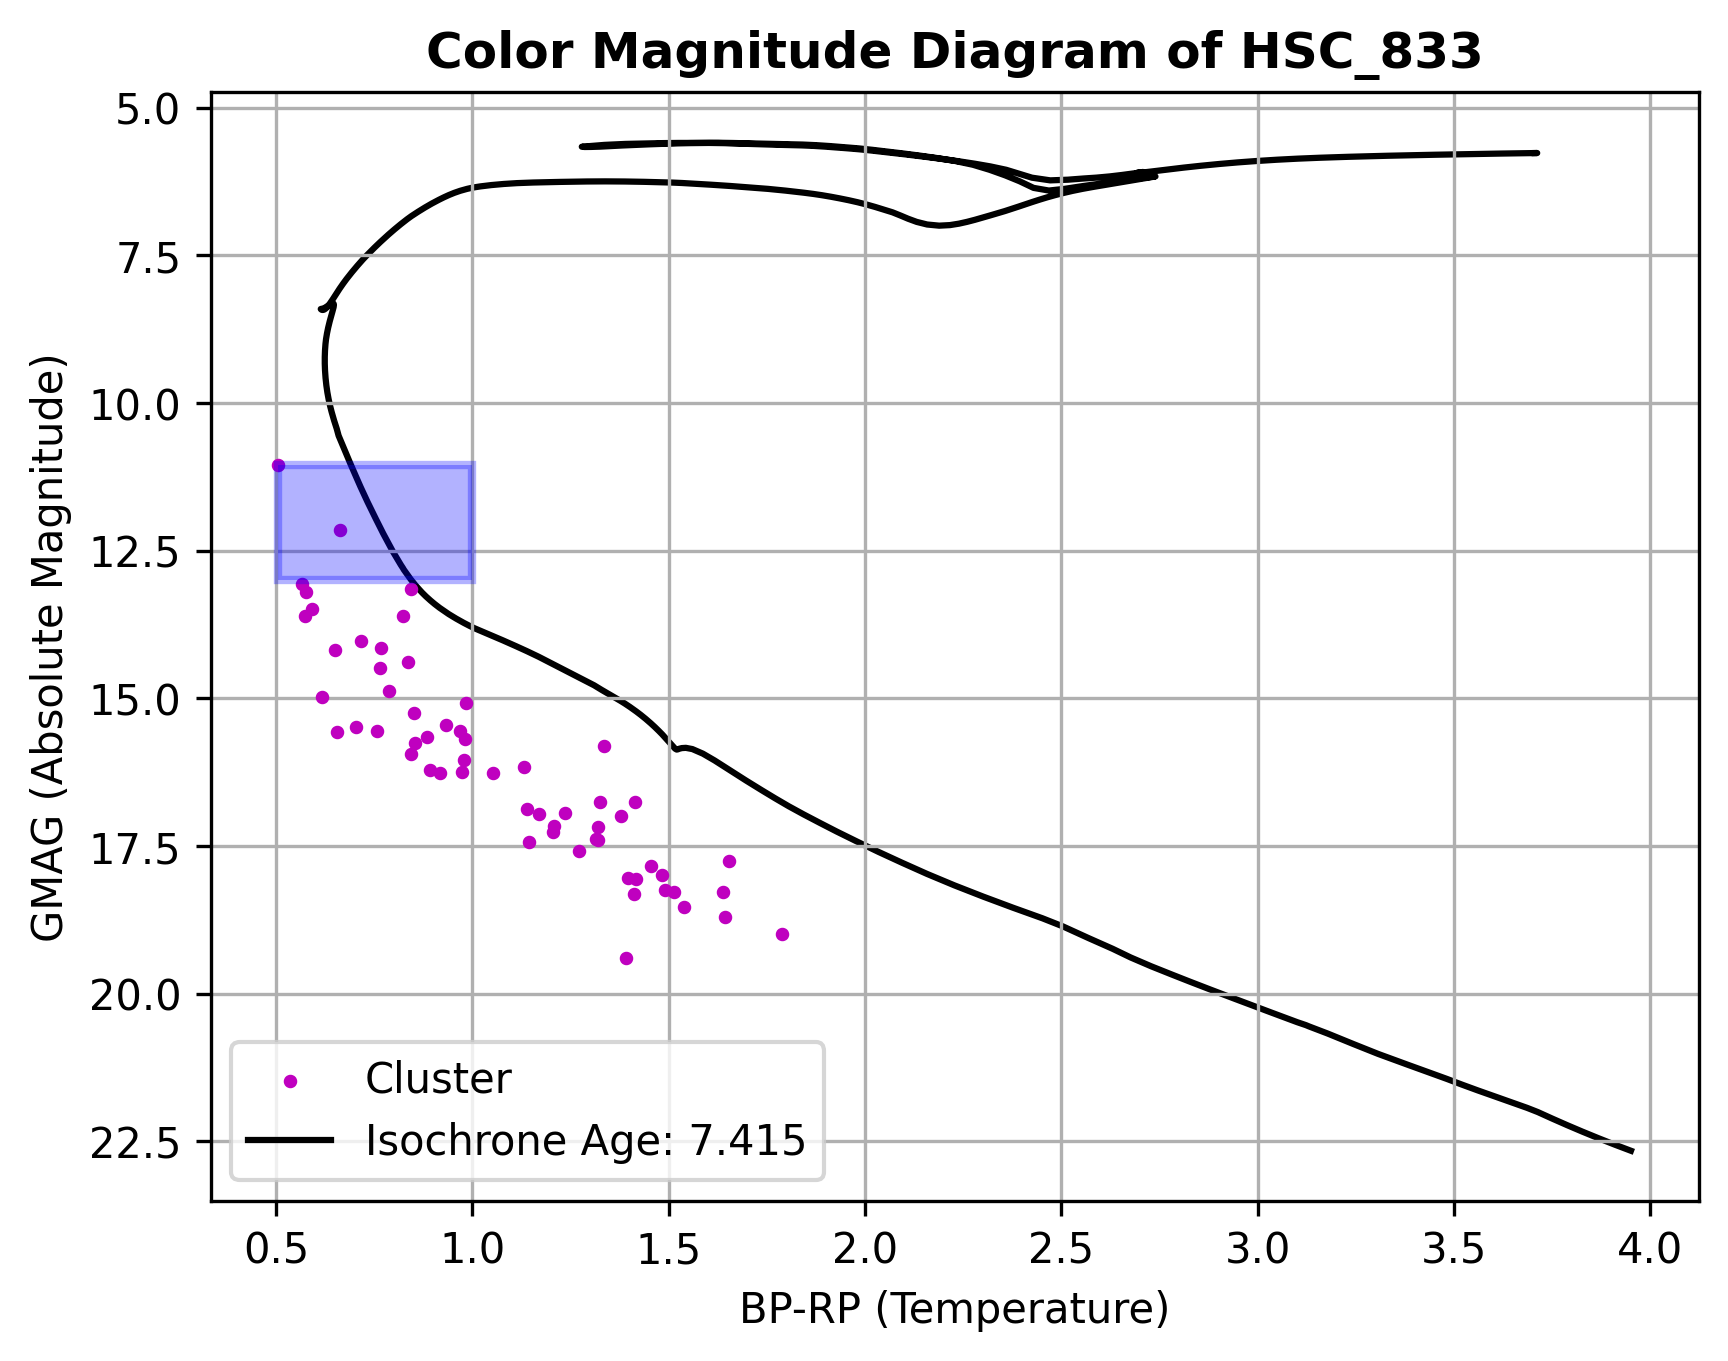 Color Magnitude Diagram of HSC_833
GMAG (Absolute Magnitude)
5.0
7.5
10.0
12.5
15.0
17.5
20.0
22.5
Cluster
Isochrone Age: 7.415
0.5 1.0 1.5 2.0 2.5 3.0 3.5 4.0
BP-RP (Temperature)